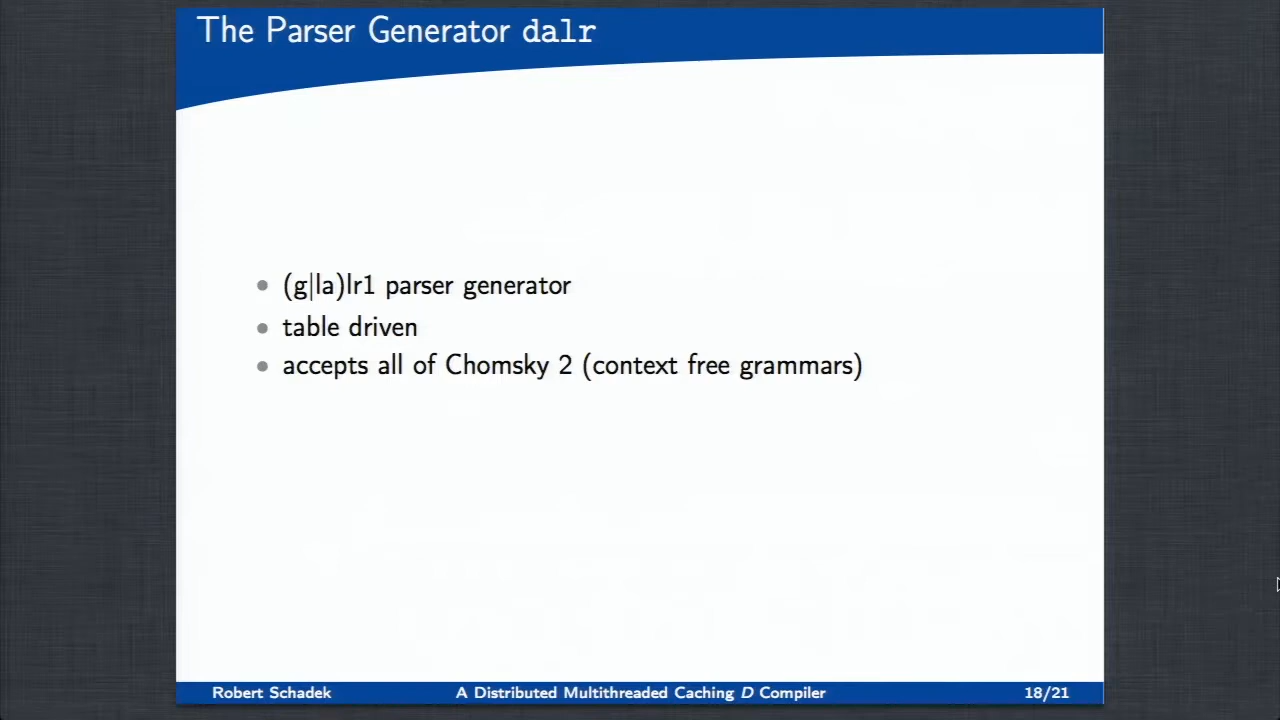 The Parser Generator dalr
(g|la)lr1 parser generator
table driven
accepts all of Chomsky 2 (context free grammars)
Robert Schadek A Distributed Multithreaded Caching D Compiler 18/21